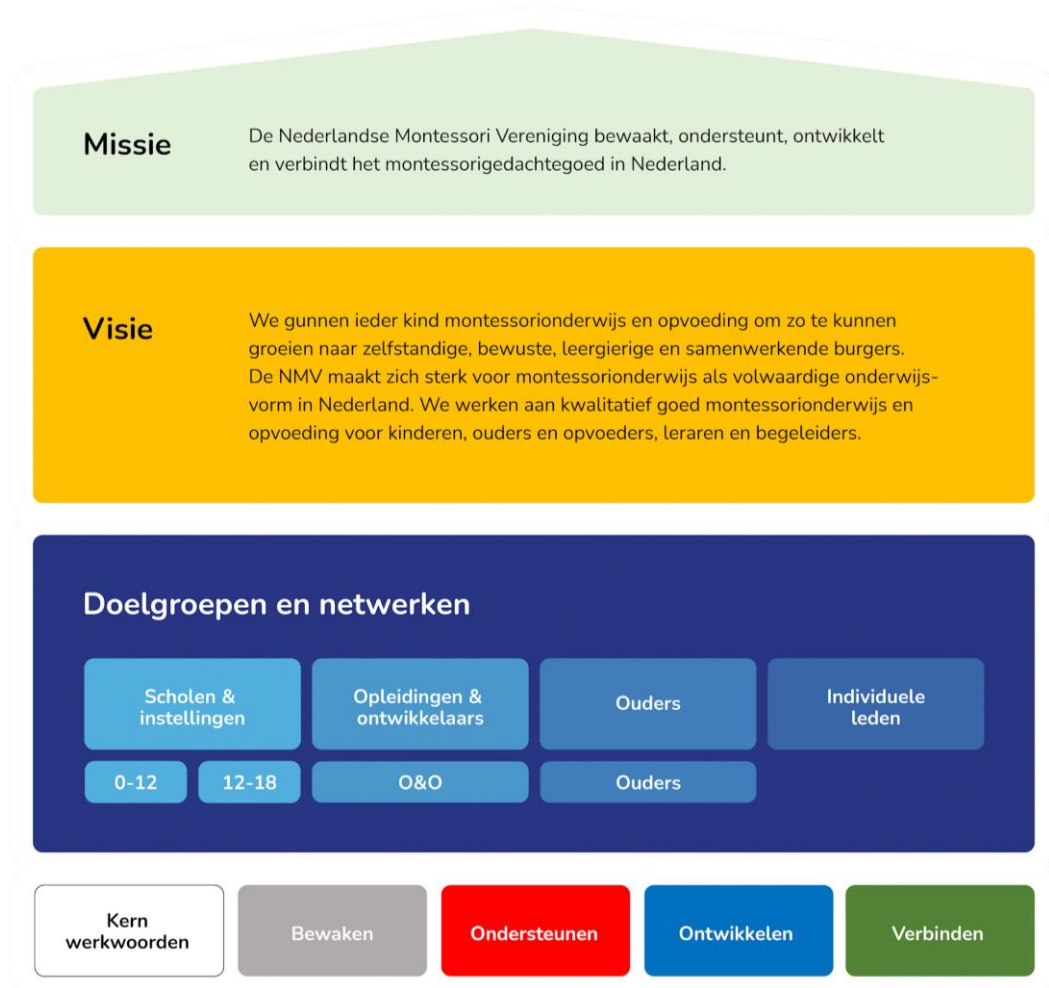 Missie
De Nederlandse Montessori Vereniging bewaakt, ondersteunt, ontwikkelt
en verbindt het montessorigedachtegoed in Nederland.
Visie
We gunnen ieder kind montessorionderwijs en opvoeding om zo te kunnen
groeien naar zelfstandige, bewuste, leergierige en samenwerkende burgers.
De NMV maakt zich sterk voor montessorionderwijs als volwaardige onderwijs-
vorm in Nederland. We werken aan kwalitatief goed montessorionderwijs en
opvoeding voor kinderen, ouders en opvoeders, leraren en begeleiders.
Doelgroepen en netwerken
Scholen &
instellingen
Opleidingen &
ontwikkelaars
Ouders
Individuele
leden
0-12
12-18
O&O
Ouders
Kern
werkwoorden
Bewaken
Ondersteunen
Ontwikkelen
Verbinden